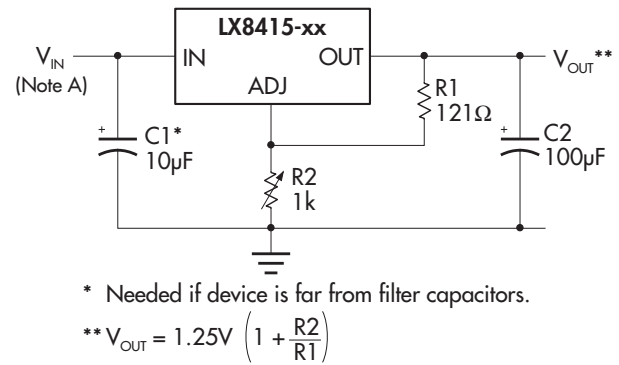 LX8415-xx
V_IN
(Note A)
IN
OUT
ADJ
V_OUT**
R1
121Ω
C1*
10µF
C2
100µF
R2
1k
* Needed if device is far from filter capacitors.
** V_OUT = 1.25V (1 + R2/R1)